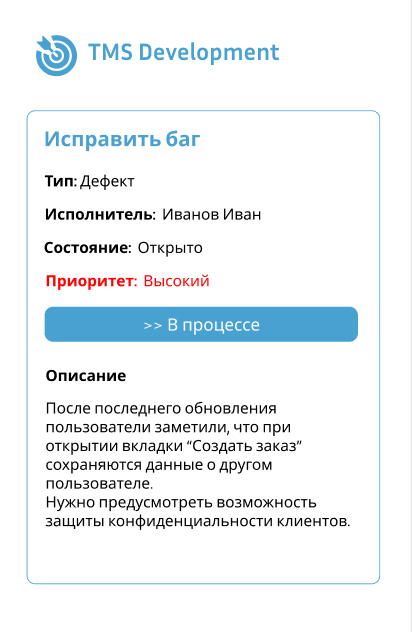 TMS Development
Исправить баг
Тип: Дефект
Исполнитель: Иванов Иван
Состояние: Открыто
Приоритет: Высокий
>> В процессе
Описание
После последнего обновления
пользователи заметили, что при
открытии вкладки “Создать заказ”
сохраняются данные о другом
пользователе.
Нужно предусмотреть возможность
защиты конфиденциальности клиентов.